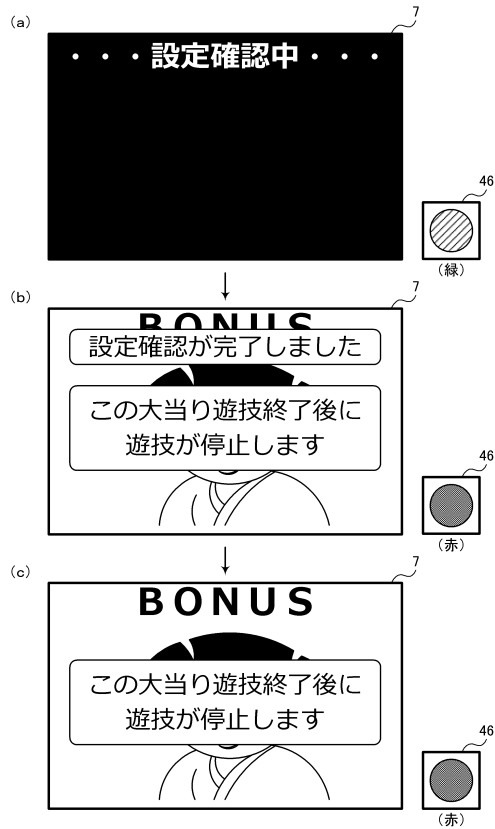 (a)
7
・・・設定確認中・・・
46
(緑)
(b)
7
BONUS
設定確認が完了しました
この大当り遊技終了後に
遊技が停止します
46
(赤)
(c)
7
BONUS
この大当り遊技終了後に
遊技が停止します
46
(赤)